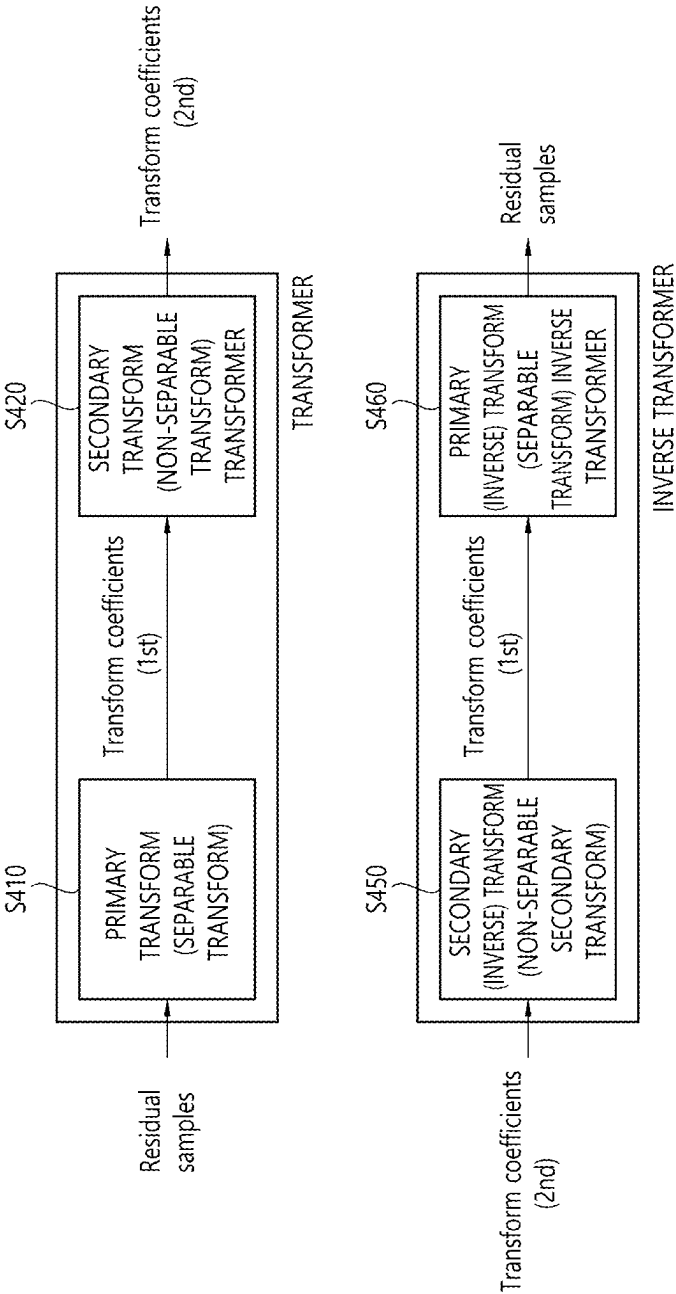 S410
S420
Residual
samples
PRIMARY
TRANSFORM
(SEPARABLE
TRANSFORM)
Transform coefficients
(1st)
SECONDARY
TRANSFORM
(NON-SEPARABLE
TRANSFORM)
TRANSFORMER
Transform coefficients
(2nd)
TRANSFORMER
S450
S460
Transform coefficients
(2nd)
SECONDARY
(INVERSE) TRANSFORM
(NON-SEPARABLE
SECONDARY
TRANSFORM)
Transform coefficients
(1st)
PRIMARY
(INVERSE) TRANSFORM
(SEPARABLE
TRANSFORM) INVERSE
TRANSFORMER
Residual
samples
INVERSE TRANSFORMER